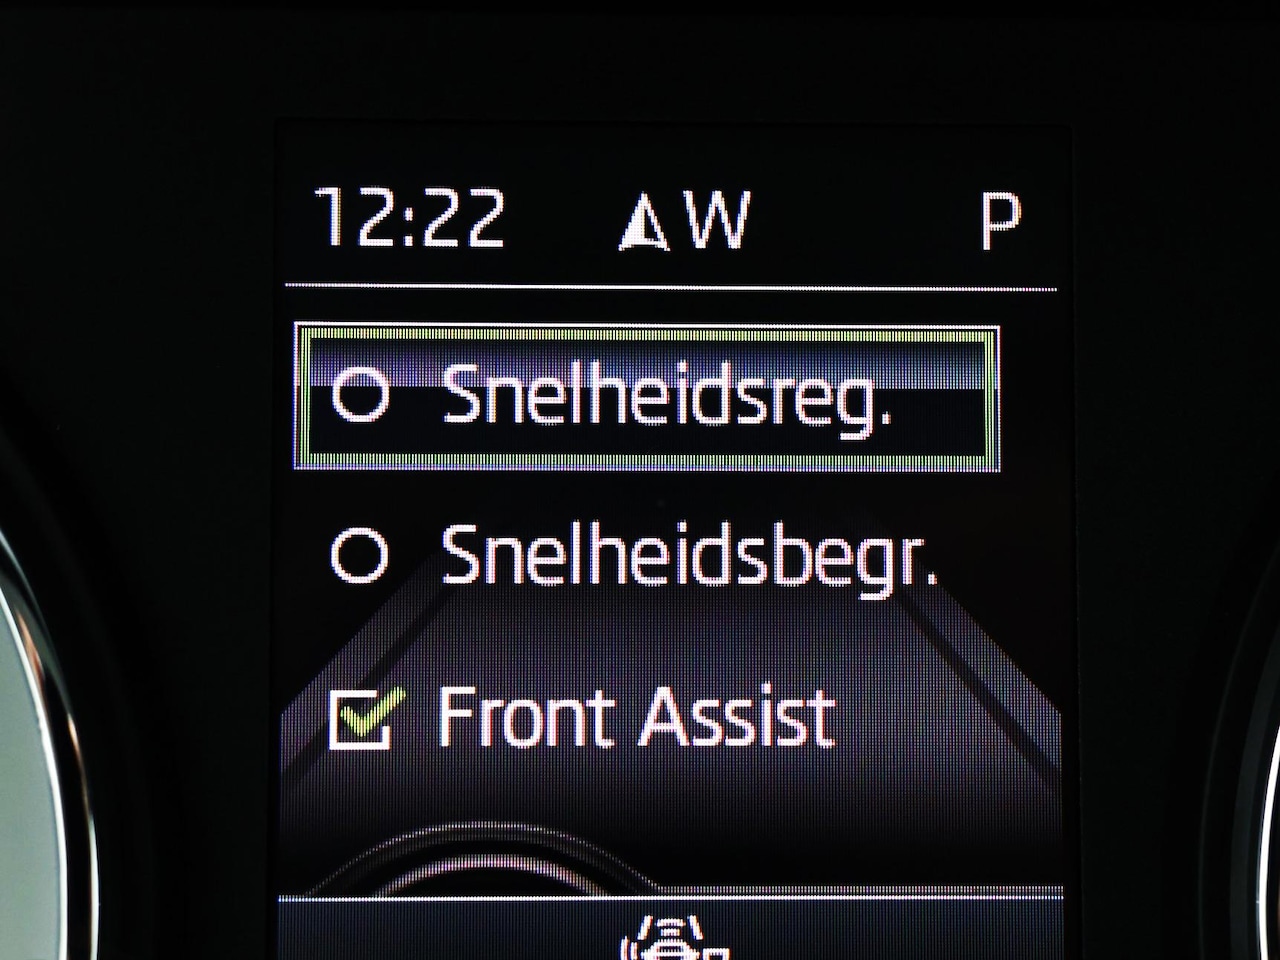 12:22 W P
Snelheidsreg.
Snelheidsbegr.
Front Assist